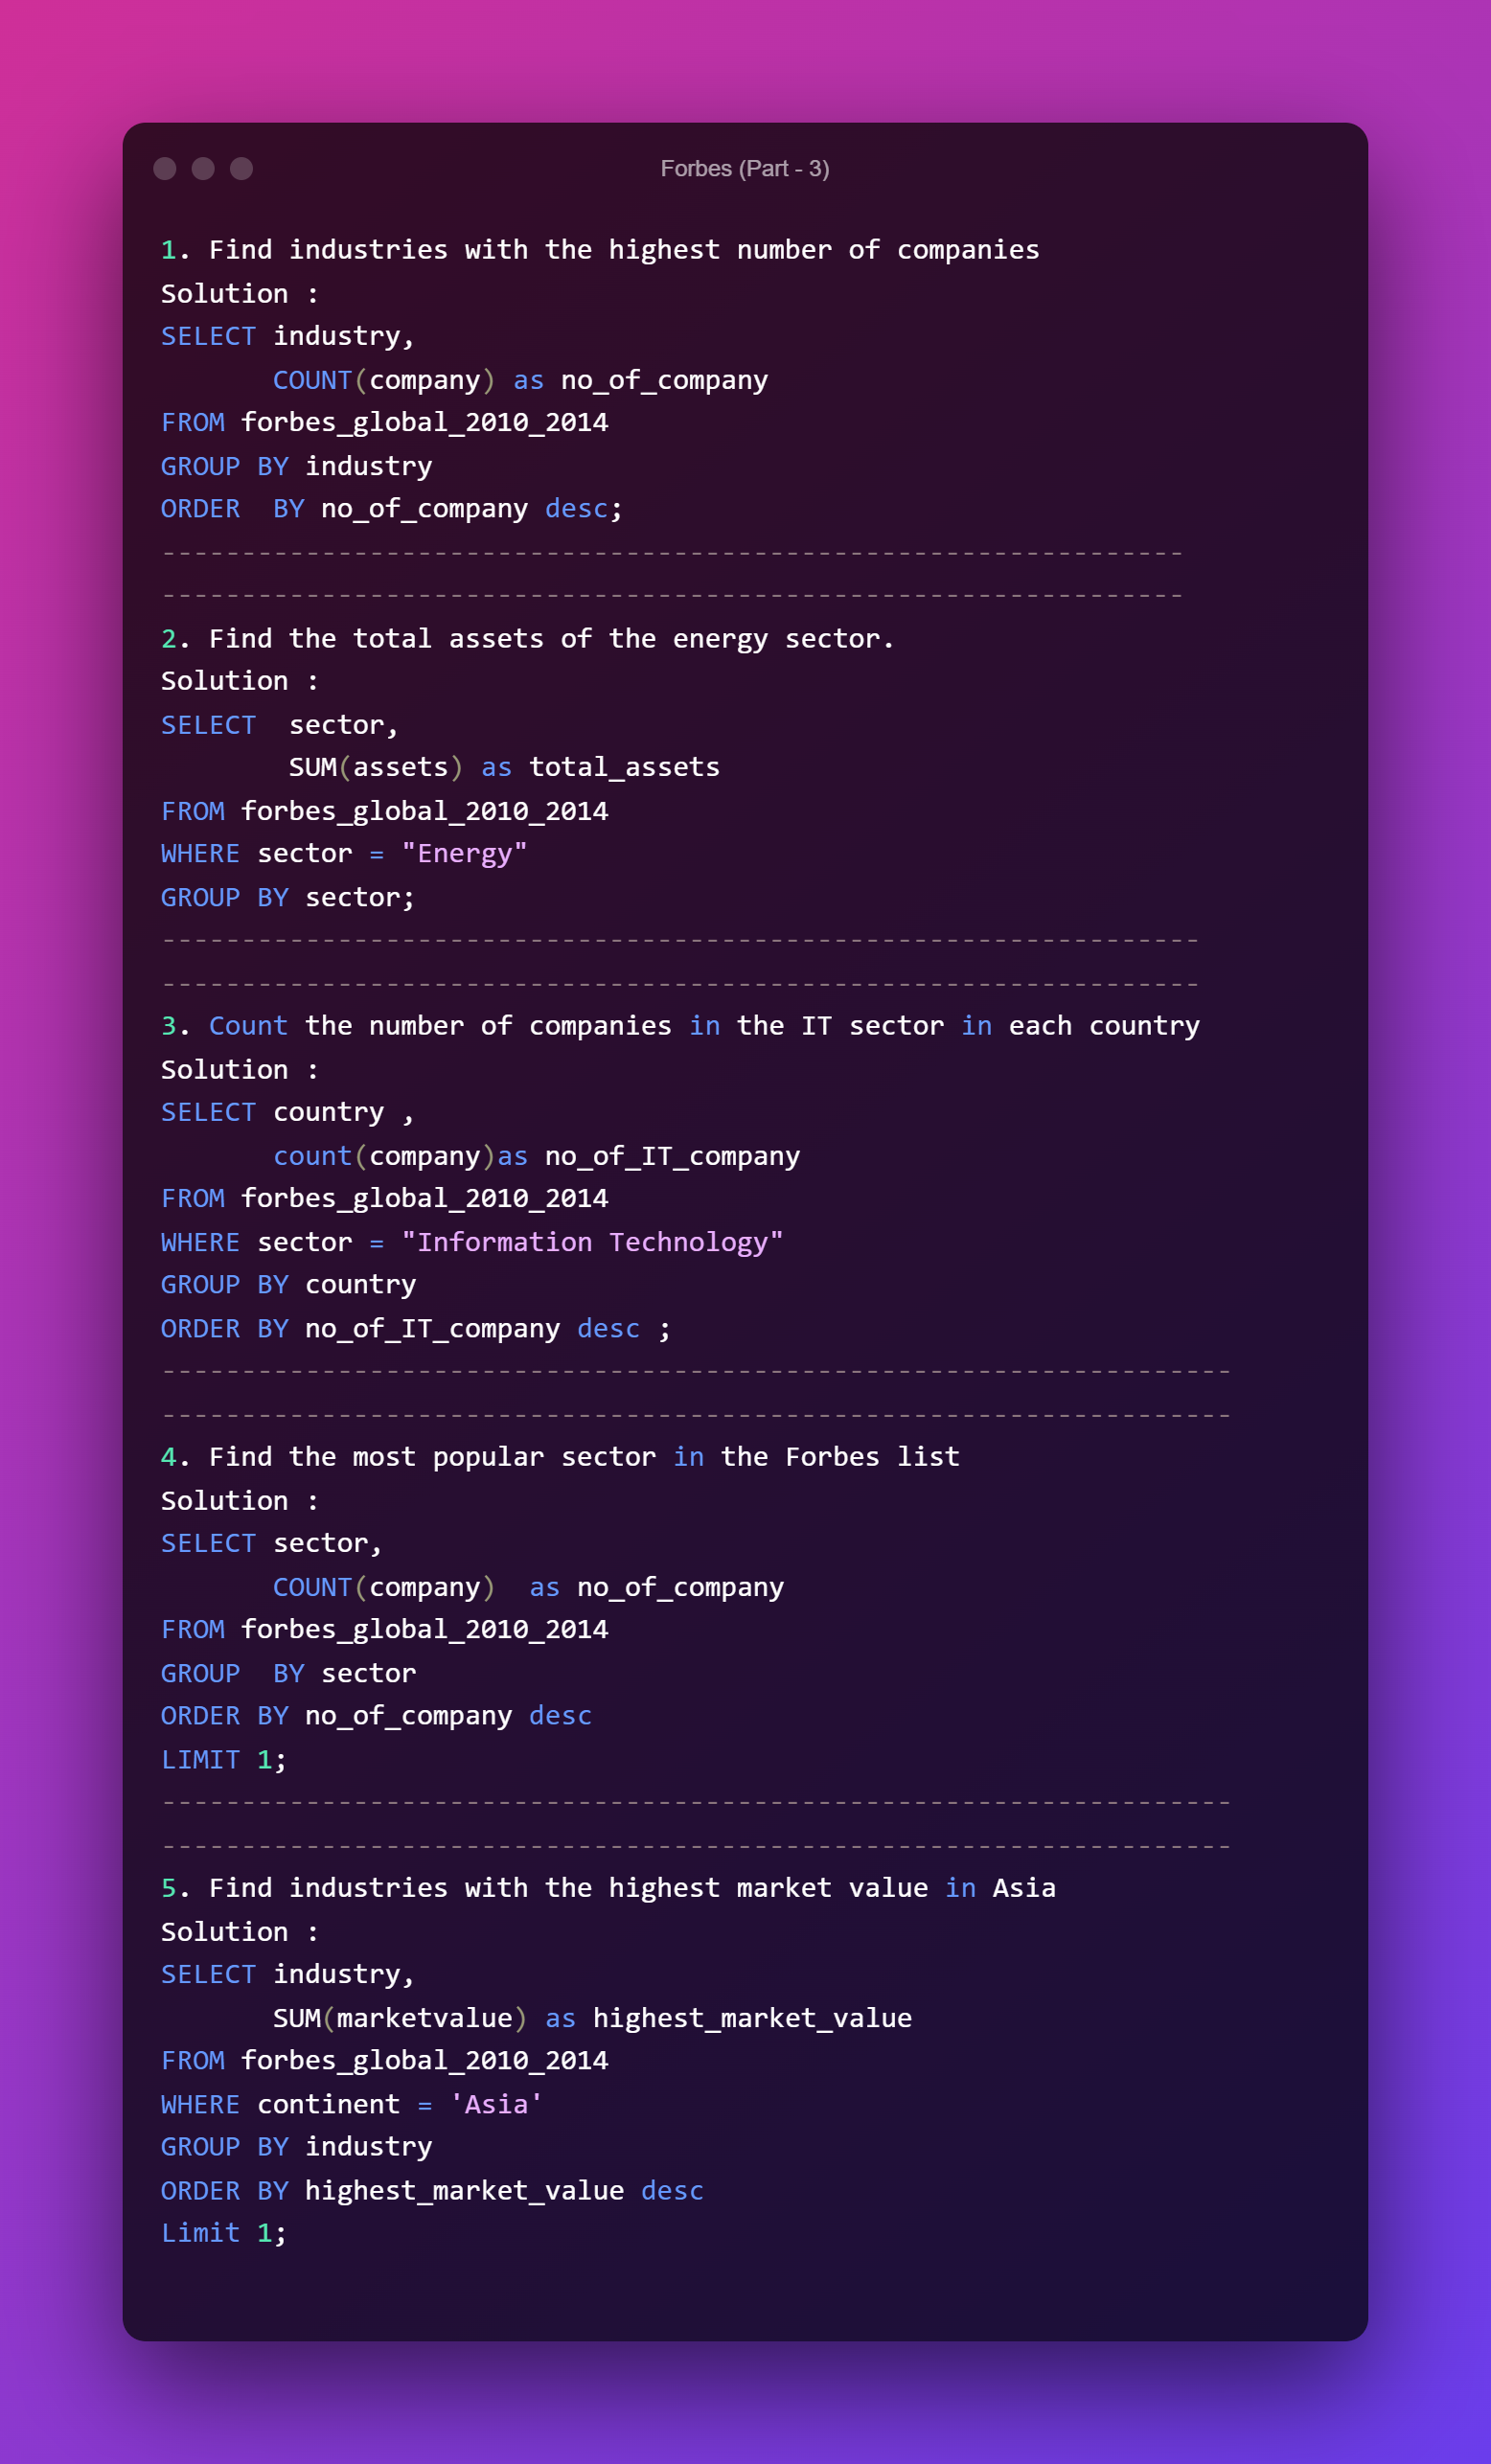 Forbes (Part - 3)
1. Find industries with the highest number of companies
Solution :
SELECT industry,
       COUNT(company) as no_of_company
FROM forbes_global_2010_2014
GROUP BY industry
ORDER  BY no_of_company desc;
----------------------------------------------------------------
----------------------------------------------------------------
2. Find the total assets of the energy sector.
Solution :
SELECT  sector,
        SUM(assets) as total_assets
FROM forbes_global_2010_2014
WHERE sector = "Energy"
GROUP BY sector;
-----------------------------------------------------------------
-----------------------------------------------------------------
3. Count the number of companies in the IT sector in each country
Solution :
SELECT country ,
       count(company)as no_of_IT_company
FROM forbes_global_2010_2014
WHERE sector = "Information Technology"
GROUP BY country
ORDER BY no_of_IT_company desc ;
-------------------------------------------------------------------
-------------------------------------------------------------------
4. Find the most popular sector in the Forbes list
Solution :
SELECT sector,
       COUNT(company)  as no_of_company
FROM forbes_global_2010_2014
GROUP  BY sector
ORDER BY no_of_company desc
LIMIT 1;
-------------------------------------------------------------------
-------------------------------------------------------------------
5. Find industries with the highest market value in Asia
Solution :
SELECT industry,
       SUM(marketvalue) as highest_market_value
FROM forbes_global_2010_2014
WHERE continent = 'Asia'
GROUP BY industry
ORDER BY highest_market_value desc
Limit 1;